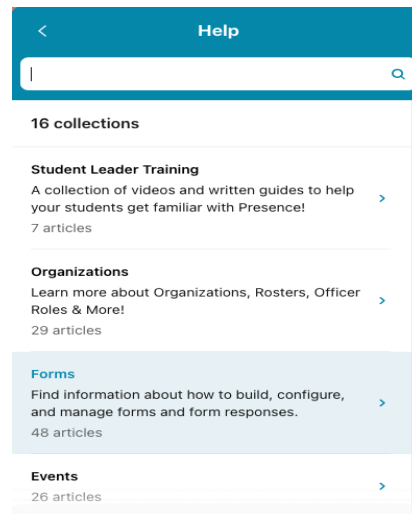 Help
16 collections
Student Leader Training
A collection of videos and written guides to help
your students get familiar with Presence!
7 articles
Organizations
Learn more about Organizations, Rosters, Officer
Roles & More!
29 articles
Forms
Find information about how to build, configure,
and manage forms and form responses.
48 articles
Events
26 articles